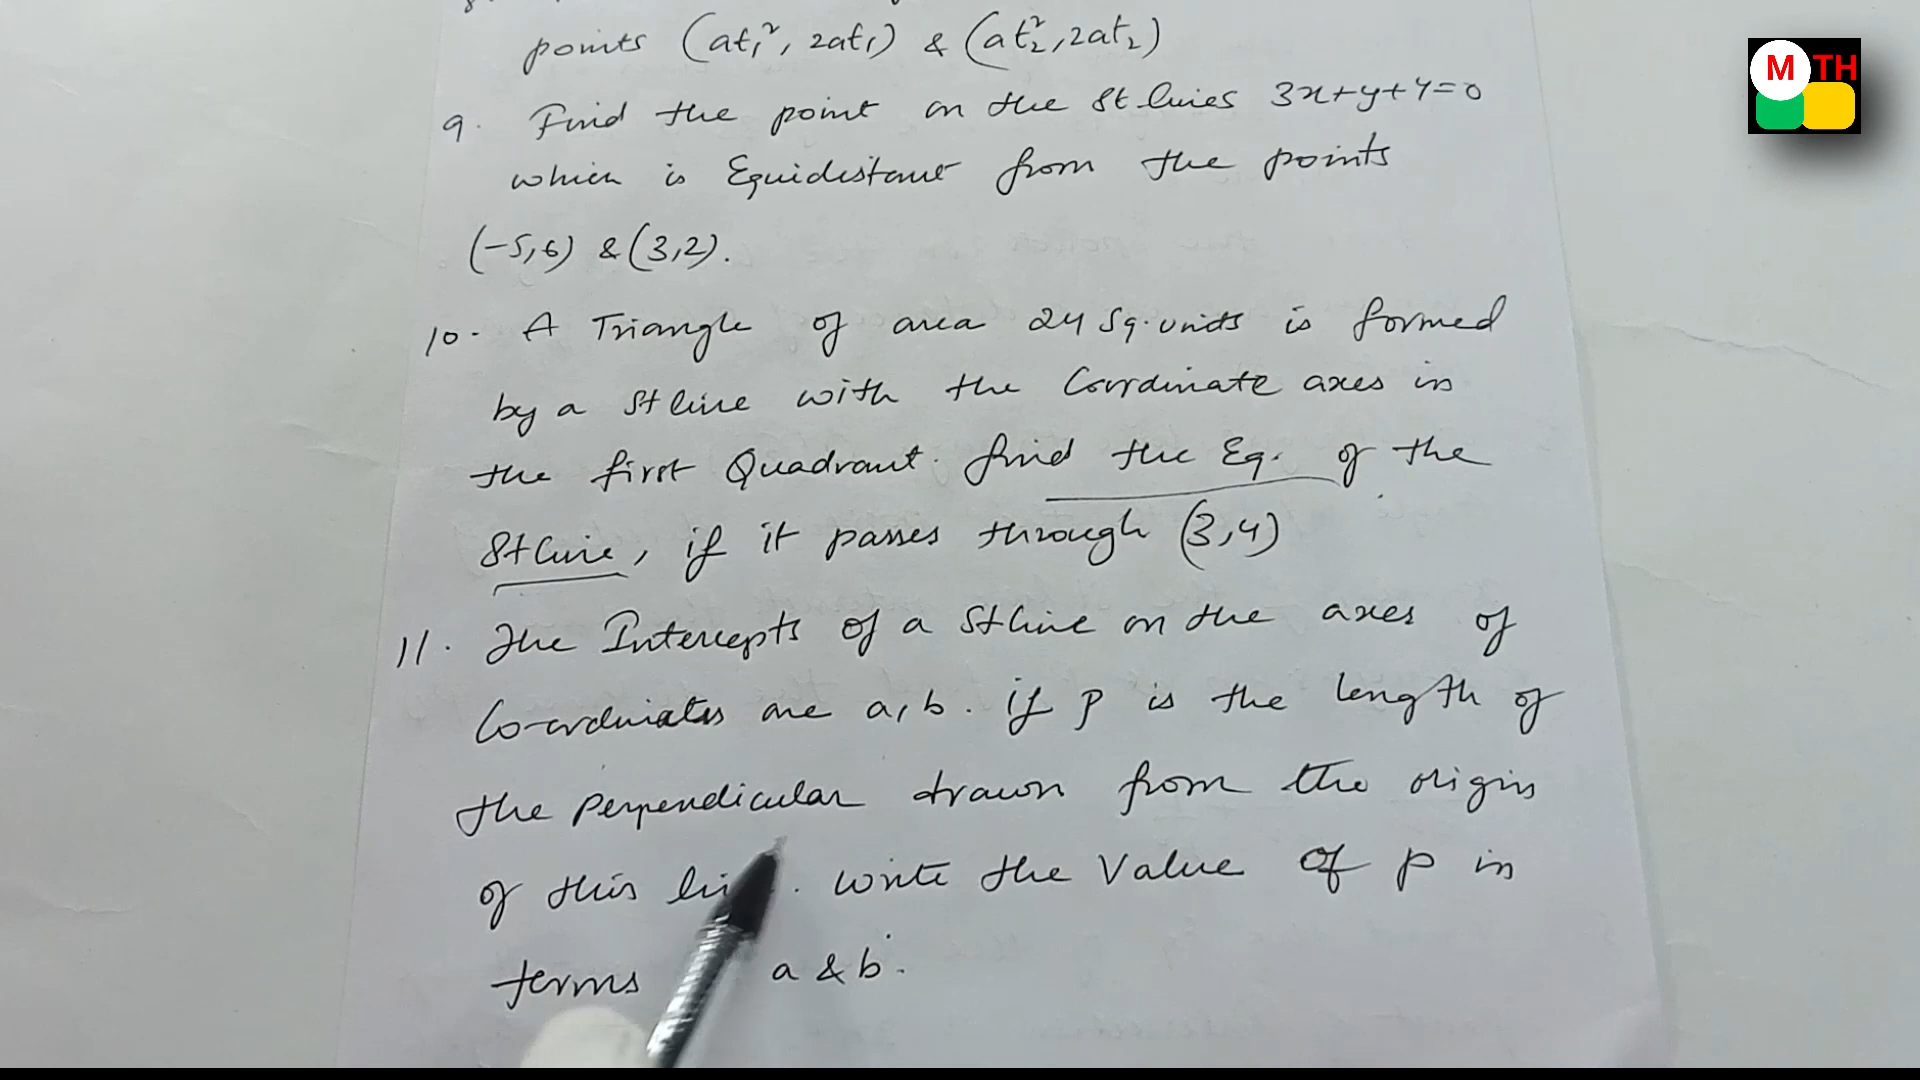 points (at₁², 2at₁) & (at₂², 2at₂)
M TH
9. Find the point on the St lines 3x+y+4=0
which is Equidistant from the points
(-5,6) & (3,2).
10. A Triangle of area 24 Sq. units is formed
by a St line with the Coordinate axes in
the first Quadrant. find the Eq. of the
St line, if it passes through (3,4)
11. The Intercepts of a St line on the axes of
Co-ordinates are a, b. if p is the length of
the perpendicular drawn from the origin
of this . write the Value of p in
terms a & b.